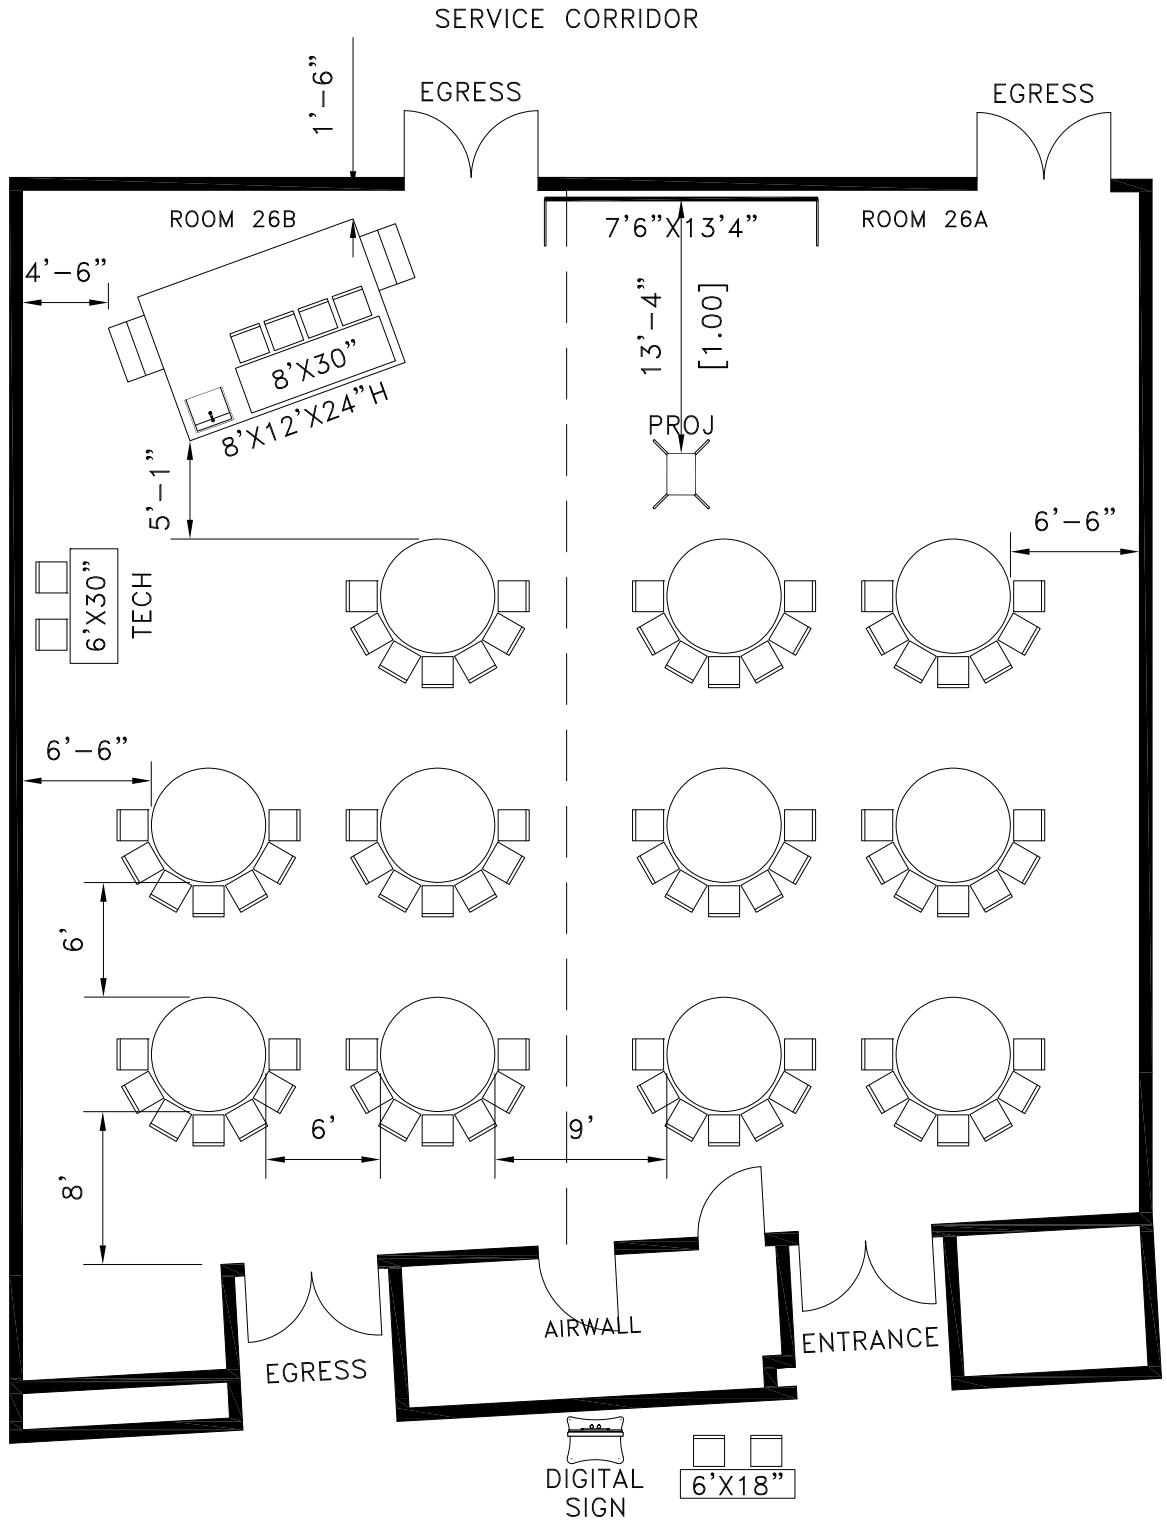 SERVICE CORRIDOR
1'-6"
EGRESS
EGRESS
ROOM 26B
7'6"X13'4"
ROOM 26A
4'-6"
13'-4"
[1.00]
8'X30"
8'X12'X24"H
PROJ
5'-1"
6'-6"
6'X30"
TECH
6'-6"
6'
6'
9'
8'
AIRWALL
ENTRANCE
EGRESS
DIGITAL
SIGN
6'X18"